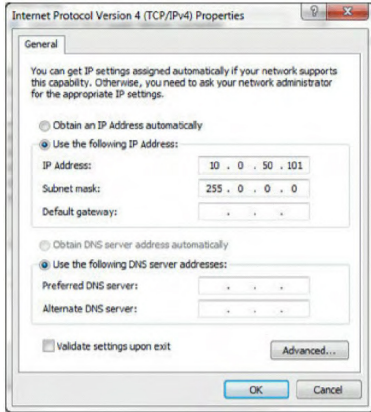 Internet Protocol Version 4 (TCP/IPv4) Properties
General
You can get IP settings assigned automatically if your network supports
this capability. Otherwise, you need to ask your network administrator
for the appropriate IP settings.
Obtain an IP Address automatically
Use the following IP Address:
IP Address: 10 . 0 . 50 . 101
Subnet mask: 255 . 0 . 0 . 0
Default gateway: . . .
Obtain DNS server address automatically
Use the following DNS server addresses:
Preferred DNS server: . . .
Alternate DNS server: . . .
Validate settings upon exit
Advanced...
OK Cancel